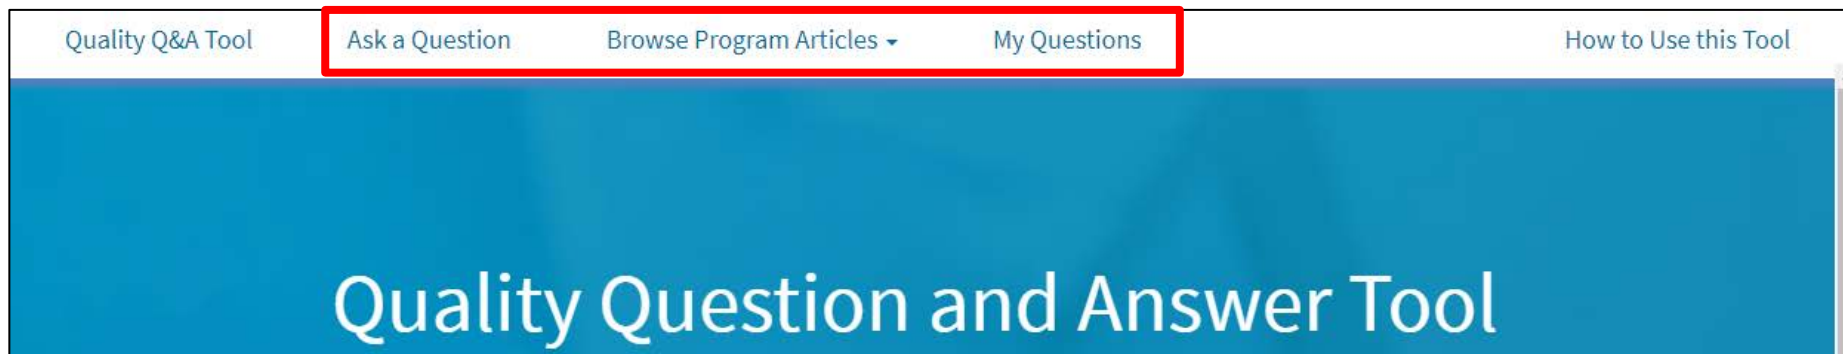 Quality Q&A Tool Ask a Question Browse Program Articles My Questions How to Use this Tool
Quality Question and Answer Tool